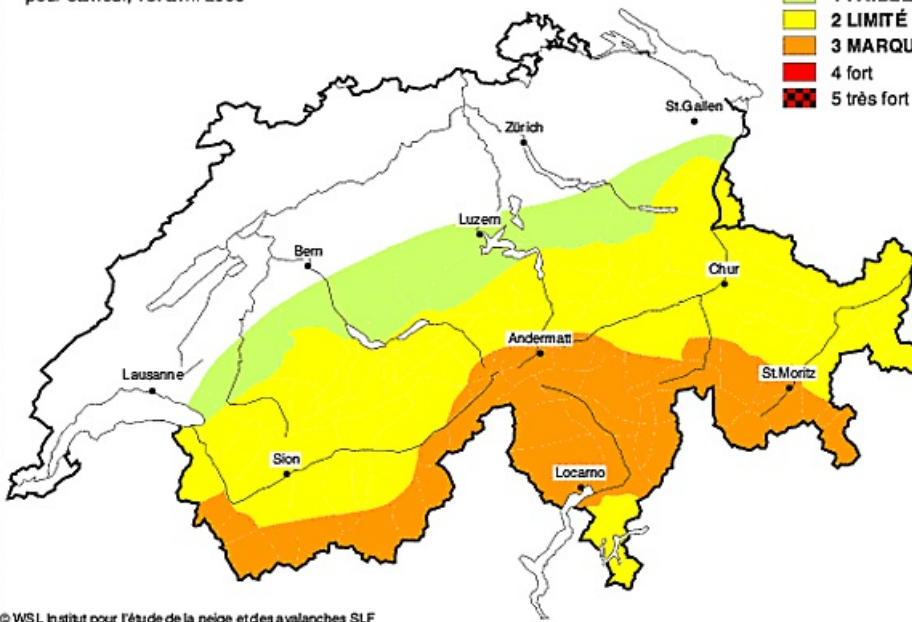 2 LIMITÉ
3 MARQU
4 fort
5 très fort
St.Gallen
Zürich
Luzern
Bern
Chur
Andermatt
Lausanne
St.Moritz
Sion
Locarno
© WSL Institut pour l'étude de la neige et des avalanches SLF